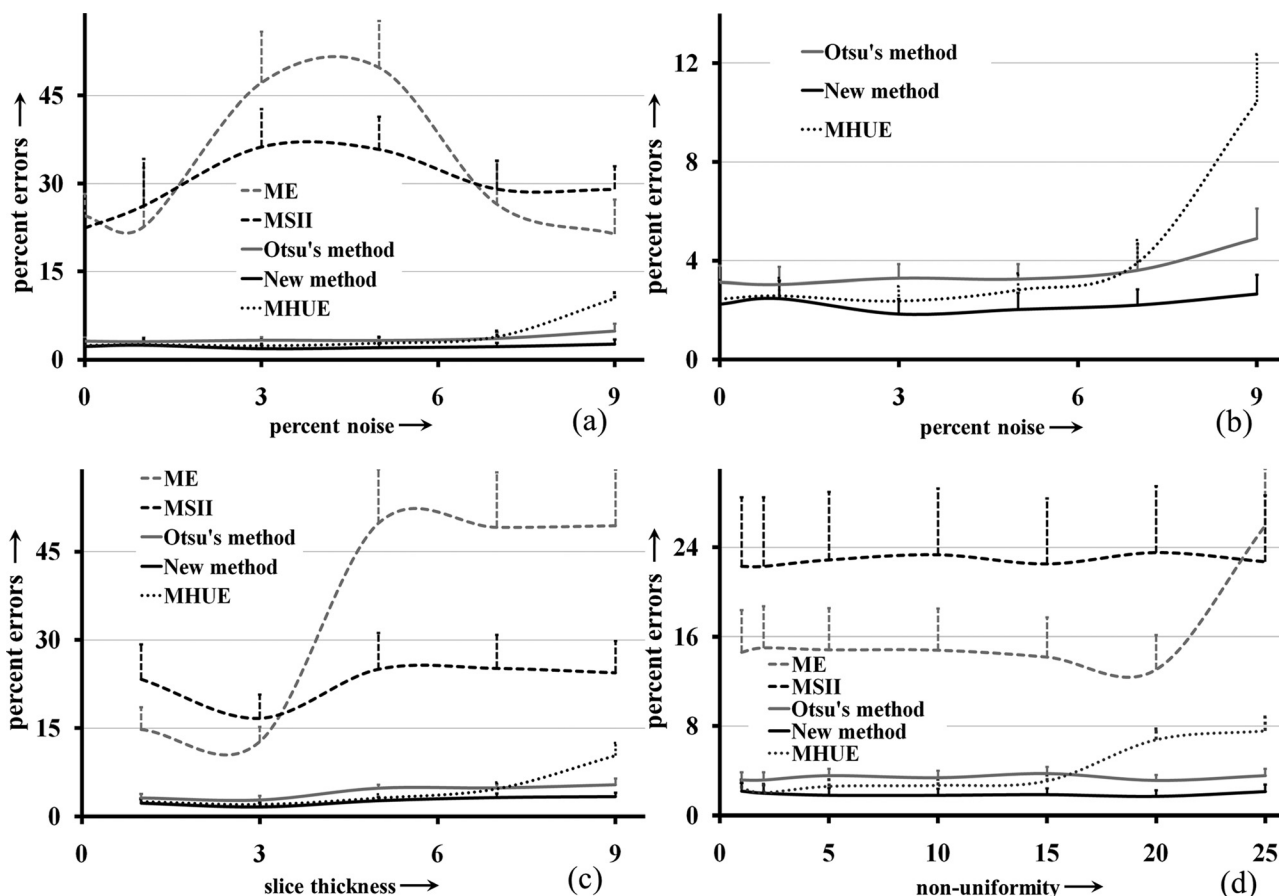 45
30
15
0
percent errors
ME
MSII
Otsu's method
New method
MHUE
0 3 6 9
percent noise
(a)
12
8
4
0
percent errors
Otsu's method
New method
MHUE
0 3 6 9
percent noise
(b)
45
30
15
0
percent errors
ME
MSII
Otsu's method
New method
MHUE
0 3 6 9
slice thickness
(c)
24
16
8
0
percent errors
ME
MSII
Otsu's method
New method
MHUE
0 5 10 15 20 25
non-uniformity
(d)